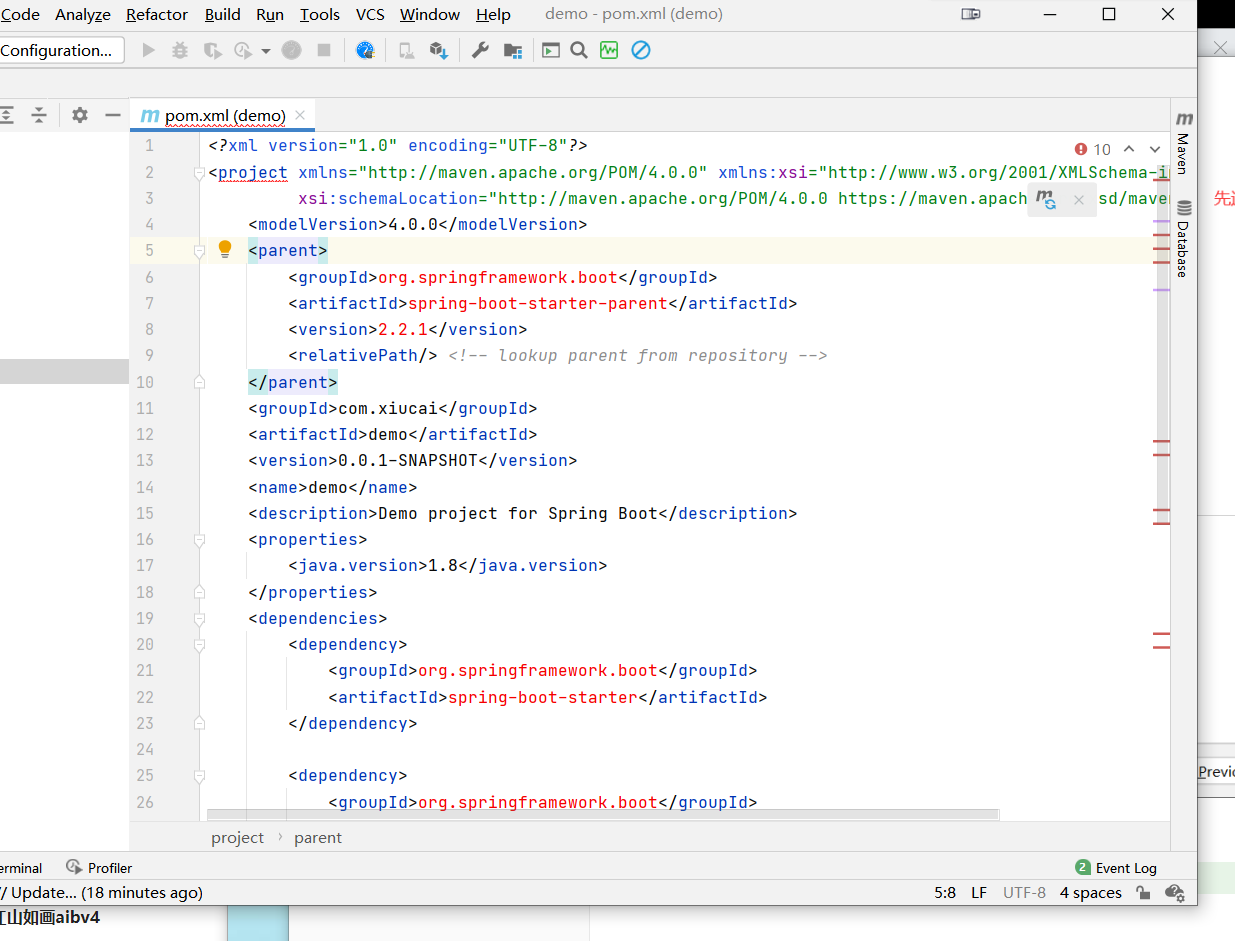 Code Analyze Refactor Build Run Tools VCS Window Help demo - pom.xml (demo)
Configuration...
pom.xml (demo)
1 <?xml version="1.0" encoding="UTF-8"?>
10
2 <project xmlns="http://maven.apache.org/POM/4.0.0" xmlns:xsi="http://www.w3.org/2001/XMLSchema-i
3 xsi:schemaLocation="http://maven.apache.org/POM/4.0.0 https://maven.apach sd/mave
4 <modelVersion>4.0.0</modelVersion>
5 <parent>
6 <groupId>org.springframework.boot</groupId>
7 <artifactId>spring-boot-starter-parent</artifactId>
8 <version>2.2.1</version>
9 <relativePath/> <!-- lookup parent from repository -->
10 </parent>
11 <groupId>com.xiucai</groupId>
12 <artifactId>demo</artifactId>
13 <version>0.0.1-SNAPSHOT</version>
14 <name>demo</name>
15 <description>Demo project for Spring Boot</description>
16 <properties>
17 <java.version>1.8</java.version>
18 </properties>
19 <dependencies>
20 <dependency>
21 <groupId>org.springframework.boot</groupId>
22 <artifactId>spring-boot-starter</artifactId>
23 </dependency>
24
25 <dependency>
26 <groupId>org.springframework.boot</groupId>
Maven
Database
先
Previo
project › parent
erminal Profiler
2 Event Log
// Update... (18 minutes ago)
5:8 LF UTF-8 4 spaces
江山如画aibv4